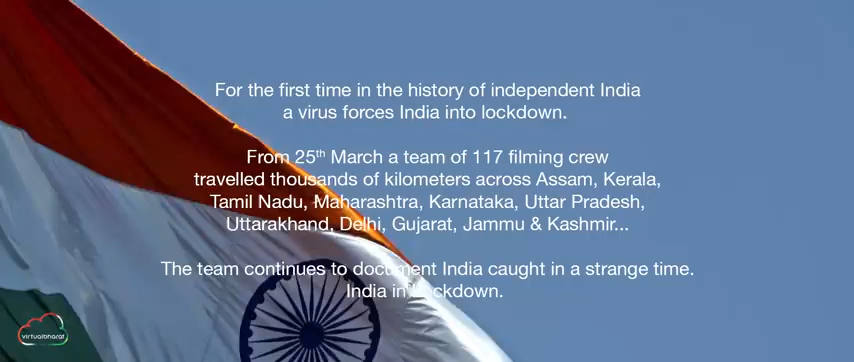 For the first time in the history of independent India
a virus forces India into lockdown.
From 25th March a team of 117 filming crew
travelled thousands of kilometers across Assam, Kerala,
Tamil Nadu, Maharashtra, Karnataka, Uttar Pradesh,
Uttarakhand, Delhi, Gujarat, Jammu & Kashmir...
The team continues to document India caught in a strange time.
India in lockdown.
virtualbharat